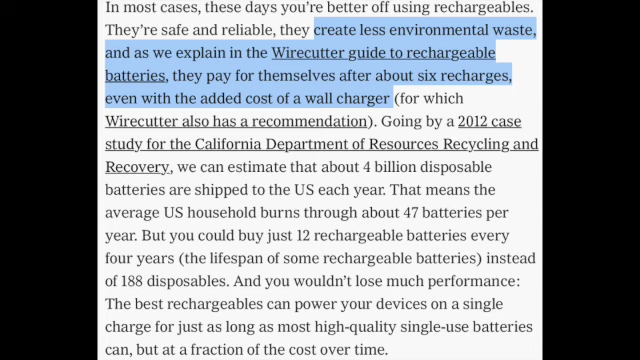 In most cases, these days you’re better off using rechargeables.
They’re safe and reliable, they create less environmental waste,
and as we explain in the Wirecutter guide to rechargeable
batteries, they pay for themselves after about six recharges,
even with the added cost of a wall charger (for which
Wirecutter also has a recommendation). Going by a 2012 case
study for the California Department of Resources Recycling and
Recovery, we can estimate that about 4 billion disposable
batteries are shipped to the US each year. That means the
average US household burns through about 47 batteries per
year. But you could buy just 12 rechargeable batteries every
four years (the lifespan of some rechargeable batteries) instead
of 188 disposables. And you wouldn’t lose much performance:
The best rechargeables can power your devices on a single
charge for just as long as most high-quality single-use batteries
can, but at a fraction of the cost over time.